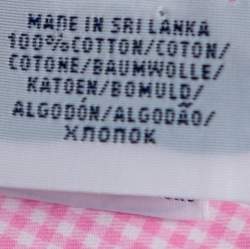 MADE IN SRI LANKA
100%COTTON/COTON/
COTONE/BAUMWOLLE/
KATOEN/BOMULD/
ALGODÓN/ALGODÃO/
ХЛОПОК